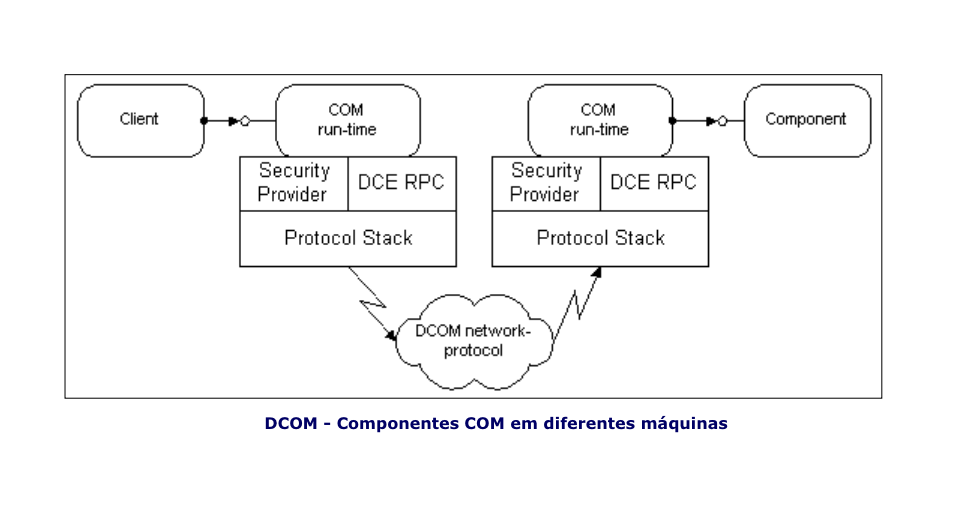 Client
COM
run-time
COM
run-time
Component
Security
Provider
DCE RPC
Security
Provider
DCE RPC
Protocol Stack
Protocol Stack
DCOM network-
protocol
DCOM - Componentes COM em diferentes máquinas